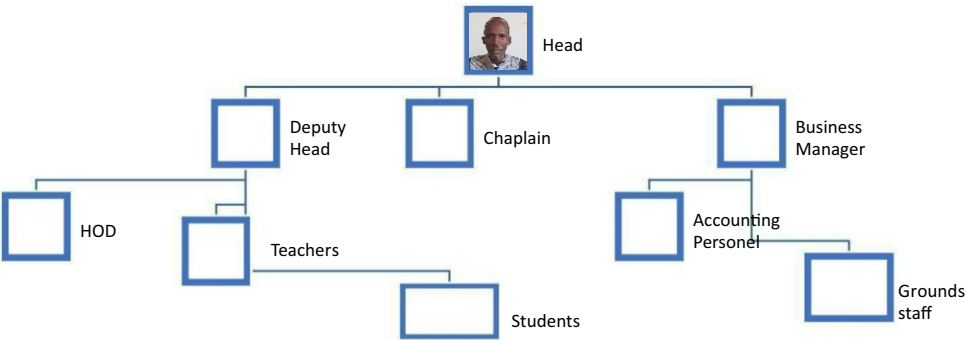 Head
Deputy
Head
Chaplain
Business
Manager
HOD
Teachers
Accounting
Personel
Students
Grounds
staff